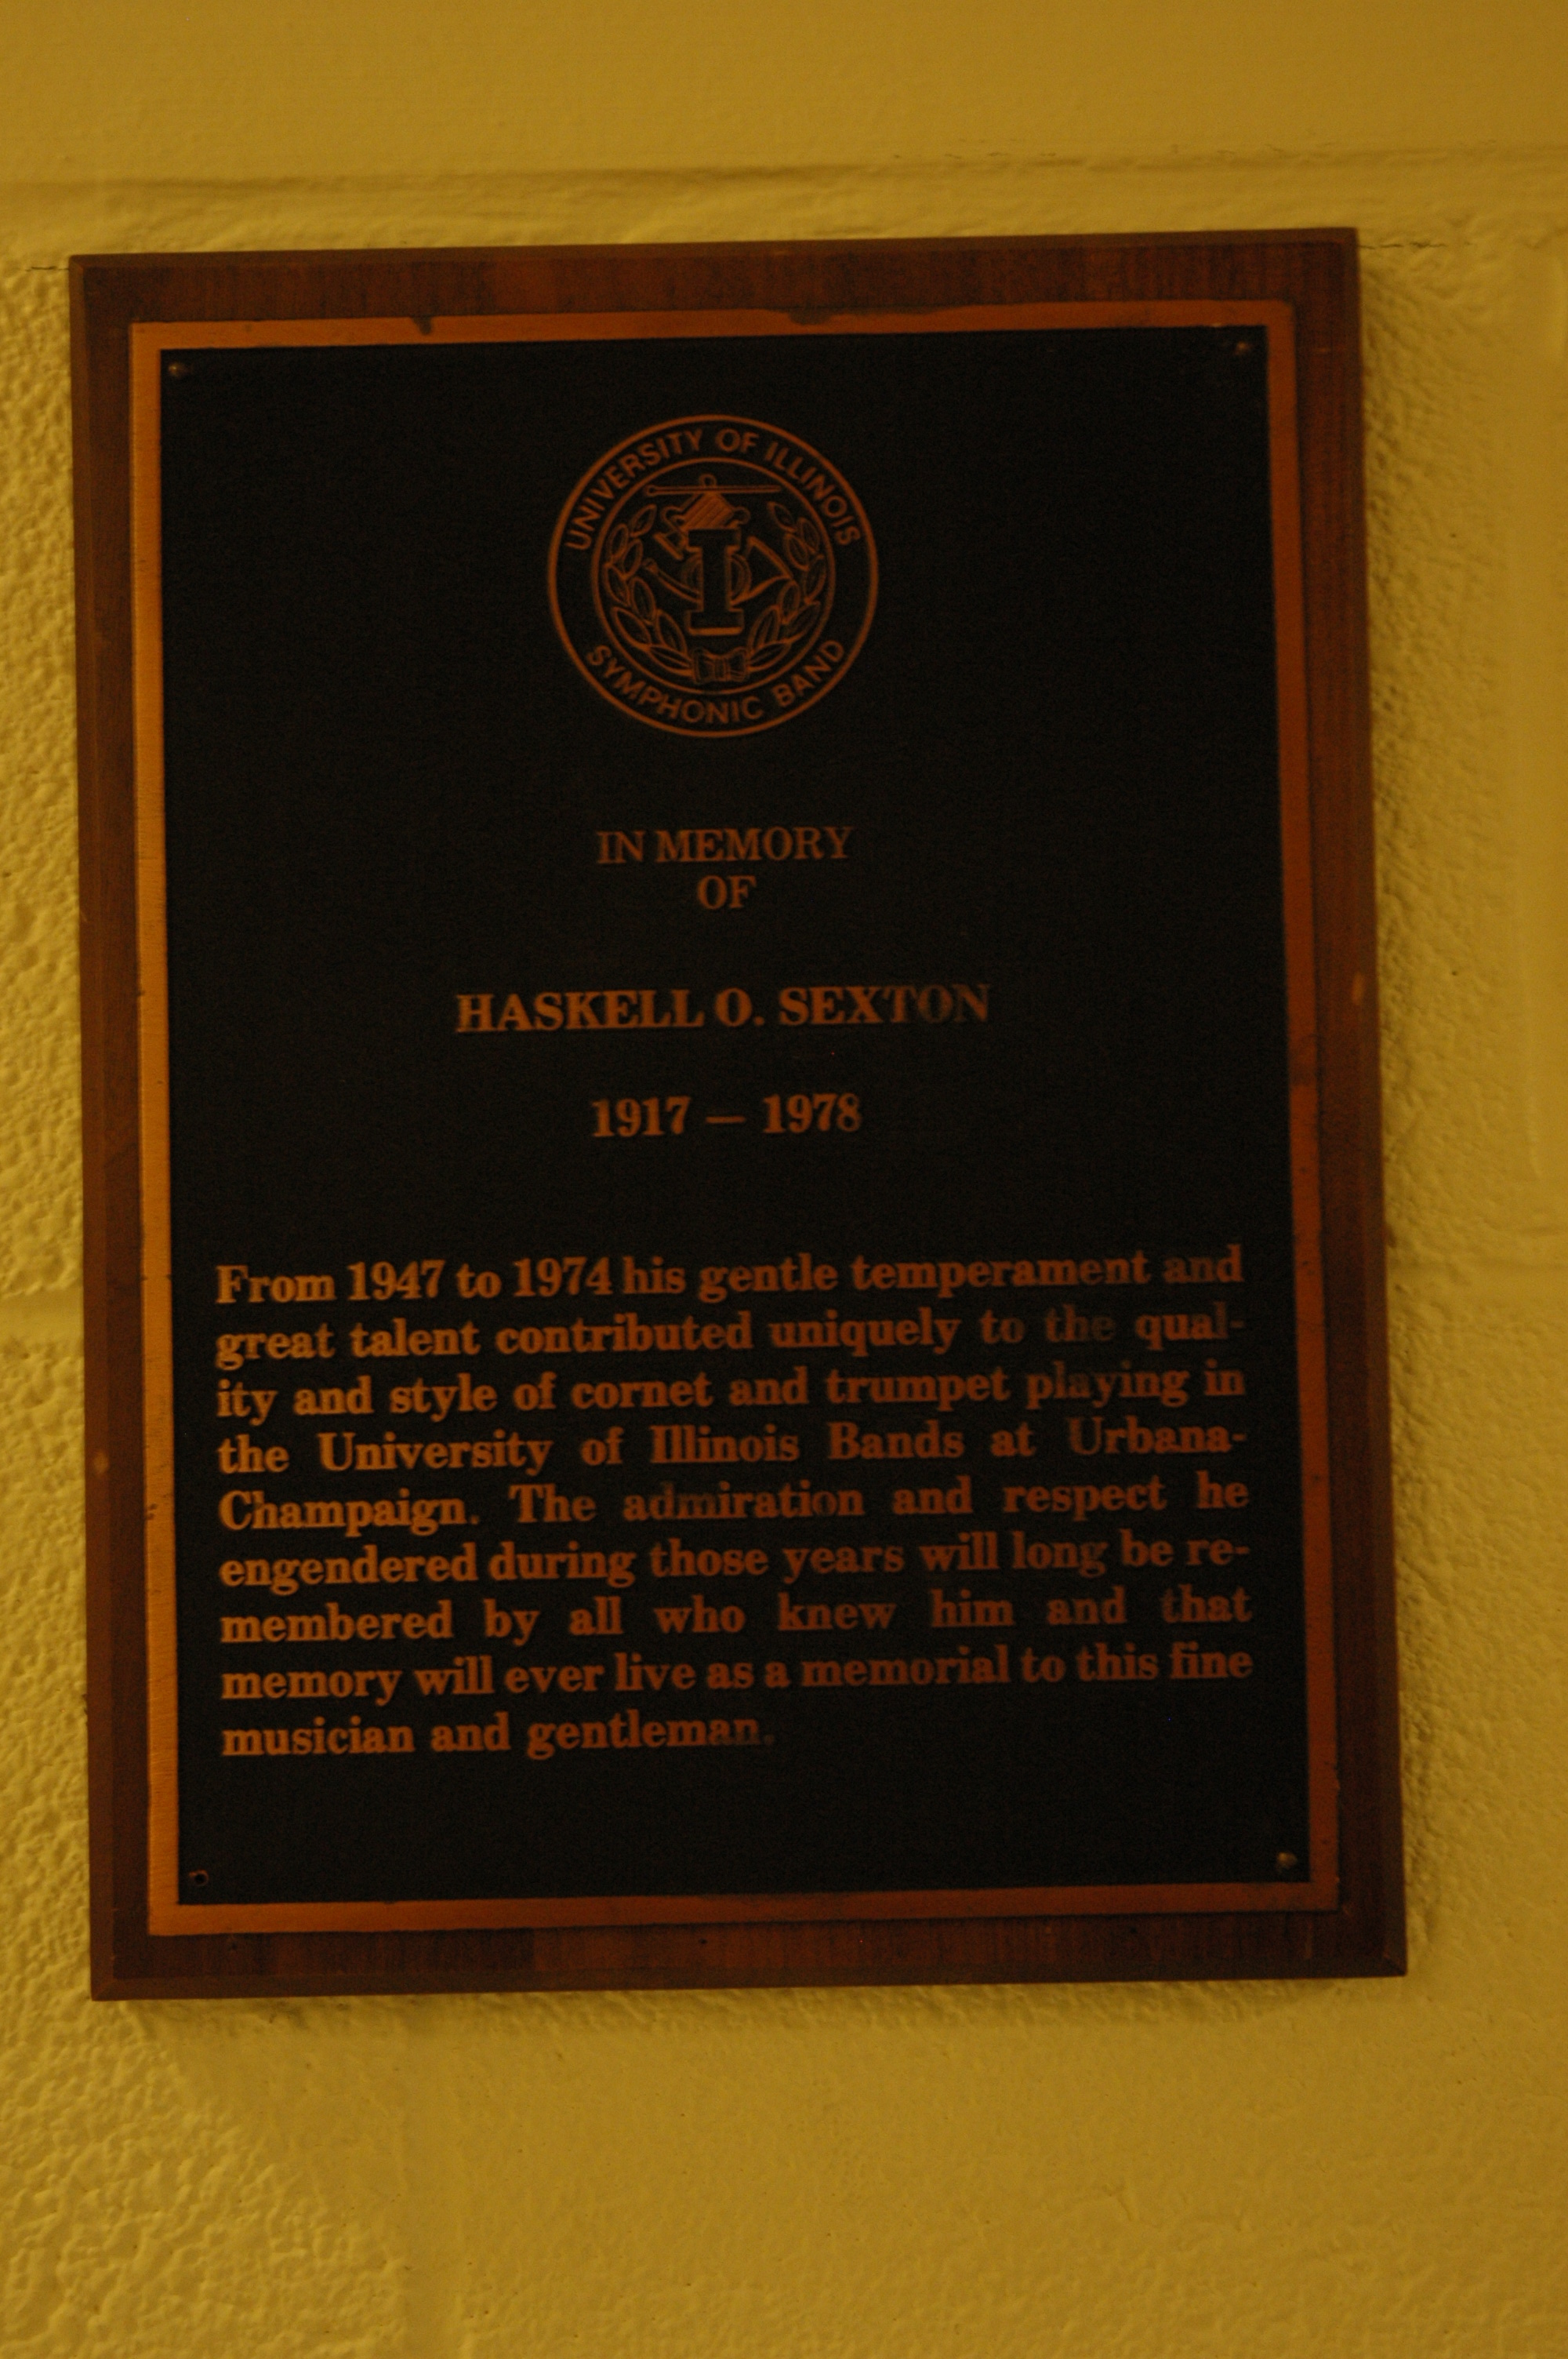 UNIVERSITY OF ILLINOIS
I
SYMPHONIC BAND
IN MEMORY
OF
HASKELL O. SEXTON
1917 — 1978
From 1947 to 1974 his gentle temperament and
great talent contributed uniquely to the qual-
ity and style of cornet and trumpet playing in
the University of Illinois Bands at Urbana-
Champaign. The admiration and respect he
engendered during those years will long be re-
membered by all who knew him and that
memory will ever live as a memorial to this fine
musician and gentleman.